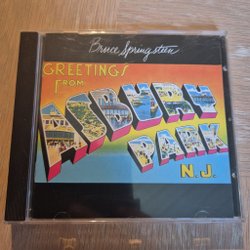 Bruce Springsteen
GREETINGS
FROM
ASBURY
PARK
N.J.